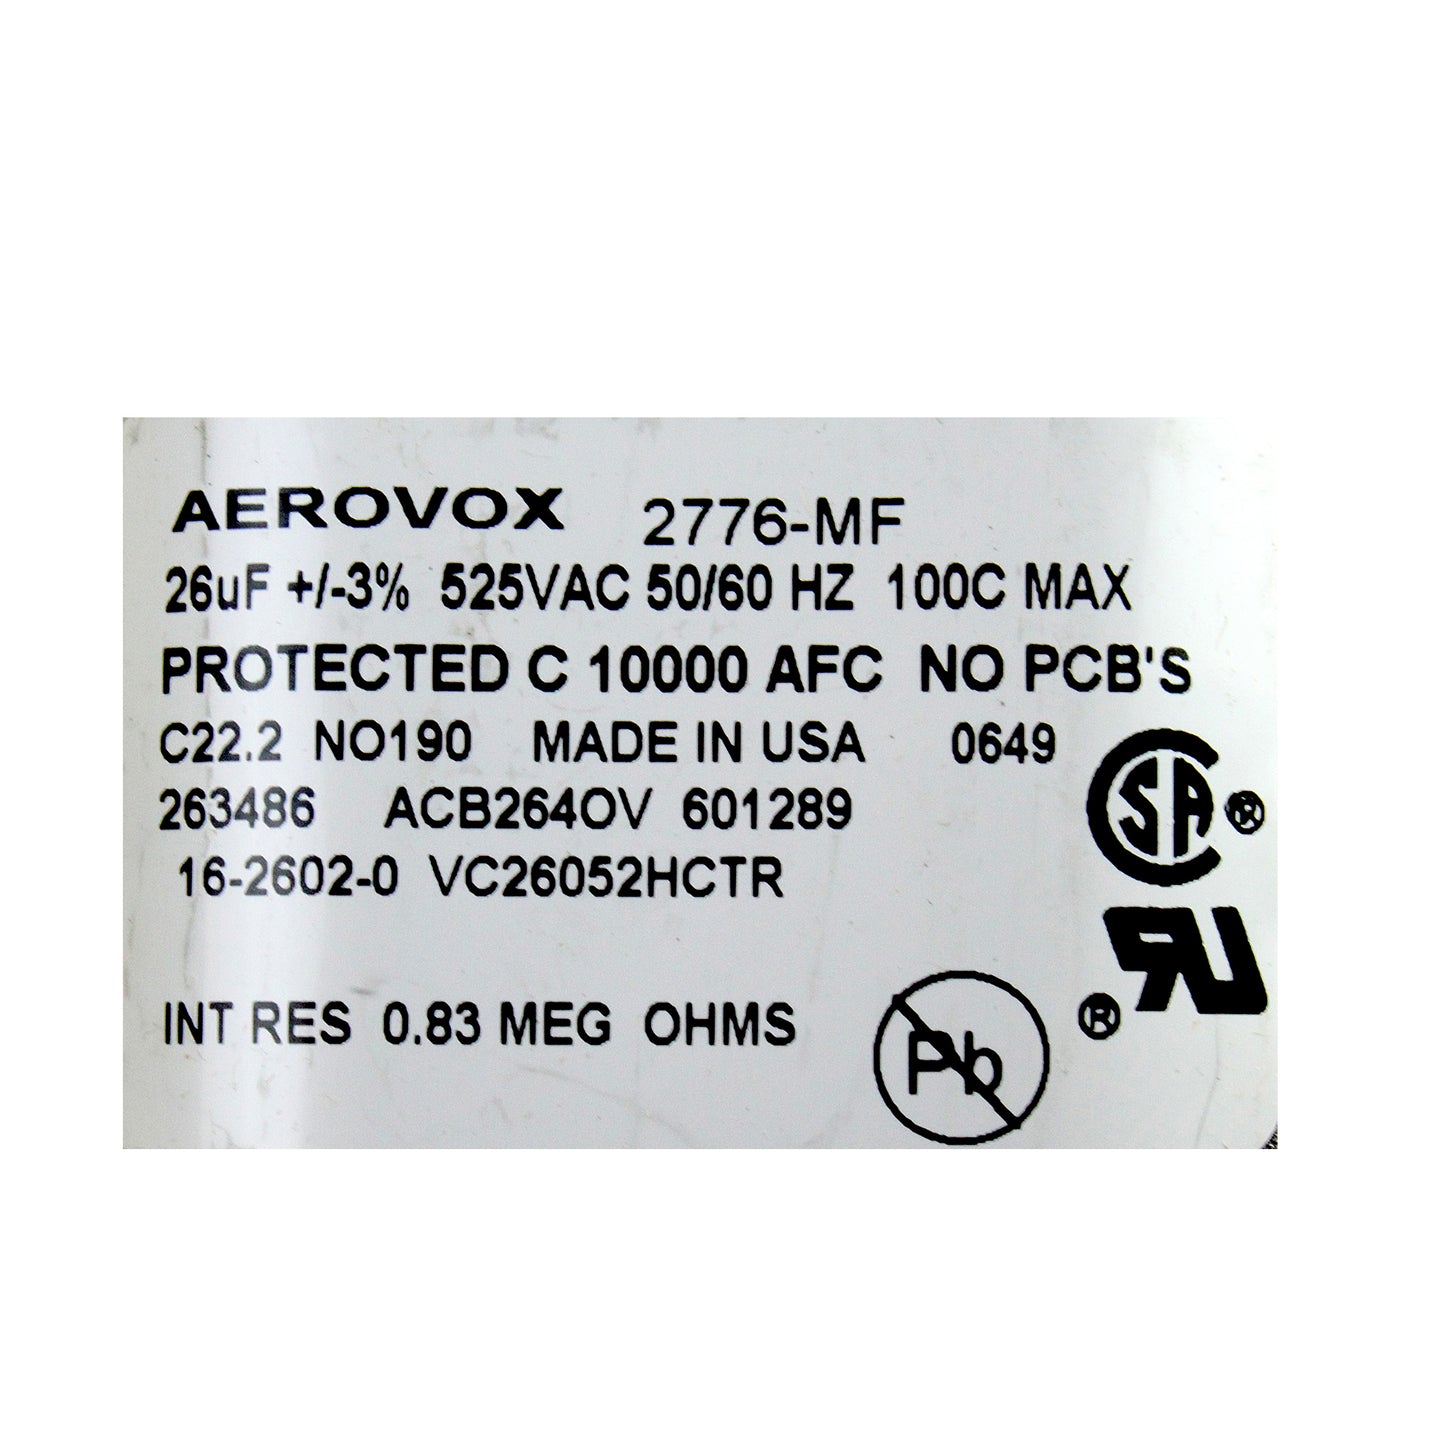 AEROVOX 2776-MF
26uF +/-3% 525VAC 50/60 HZ 100C MAX
PROTECTED C 10000 AFC NO PCB'S
C22.2 NO190 MADE IN USA 0649
263486 ACB264OV 601289
16-2602-0 VC26052HCTR
SA ®
UR ®
INT RES 0.83 MEG OHMS
Pb